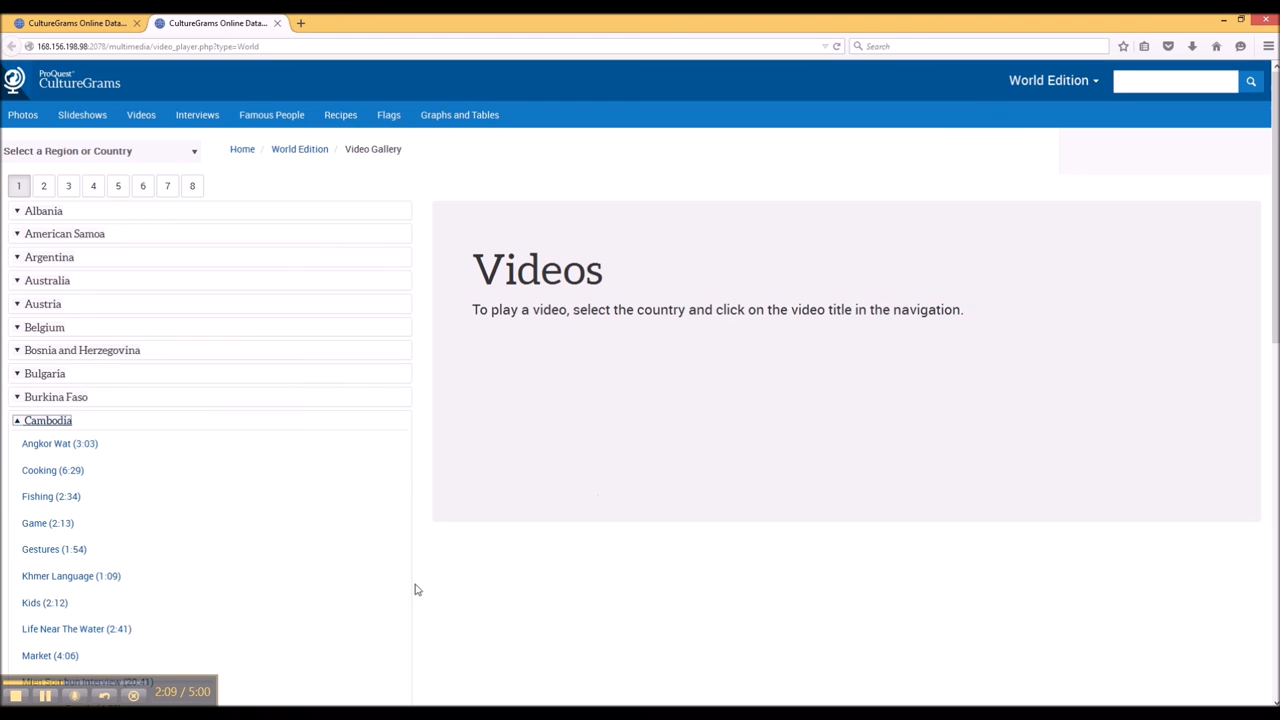 CultureGrams Online Data...
CultureGrams Online Data...
168.156.198.98:2078/multimedia/video_player.php?type=World
Search
ProQuest
CultureGrams
World Edition
Photos Slideshows Videos Interviews Famous People Recipes Flags Graphs and Tables
Select a Region or Country
Home / World Edition / Video Gallery
1 2 3 4 5 6 7 8
Albania
American Samoa
Argentina
Australia
Austria
Belgium
Bosnia and Herzegovina
Bulgaria
Burkina Faso
Cambodia
Angkor Wat (3:03)
Cooking (6:29)
Fishing (2:34)
Game (2:13)
Gestures (1:54)
Khmer Language (1:09)
Kids (2:12)
Life Near The Water (2:41)
Market (4:06)
Videos
To play a video, select the country and click on the video title in the navigation.
2:09 / 5:00